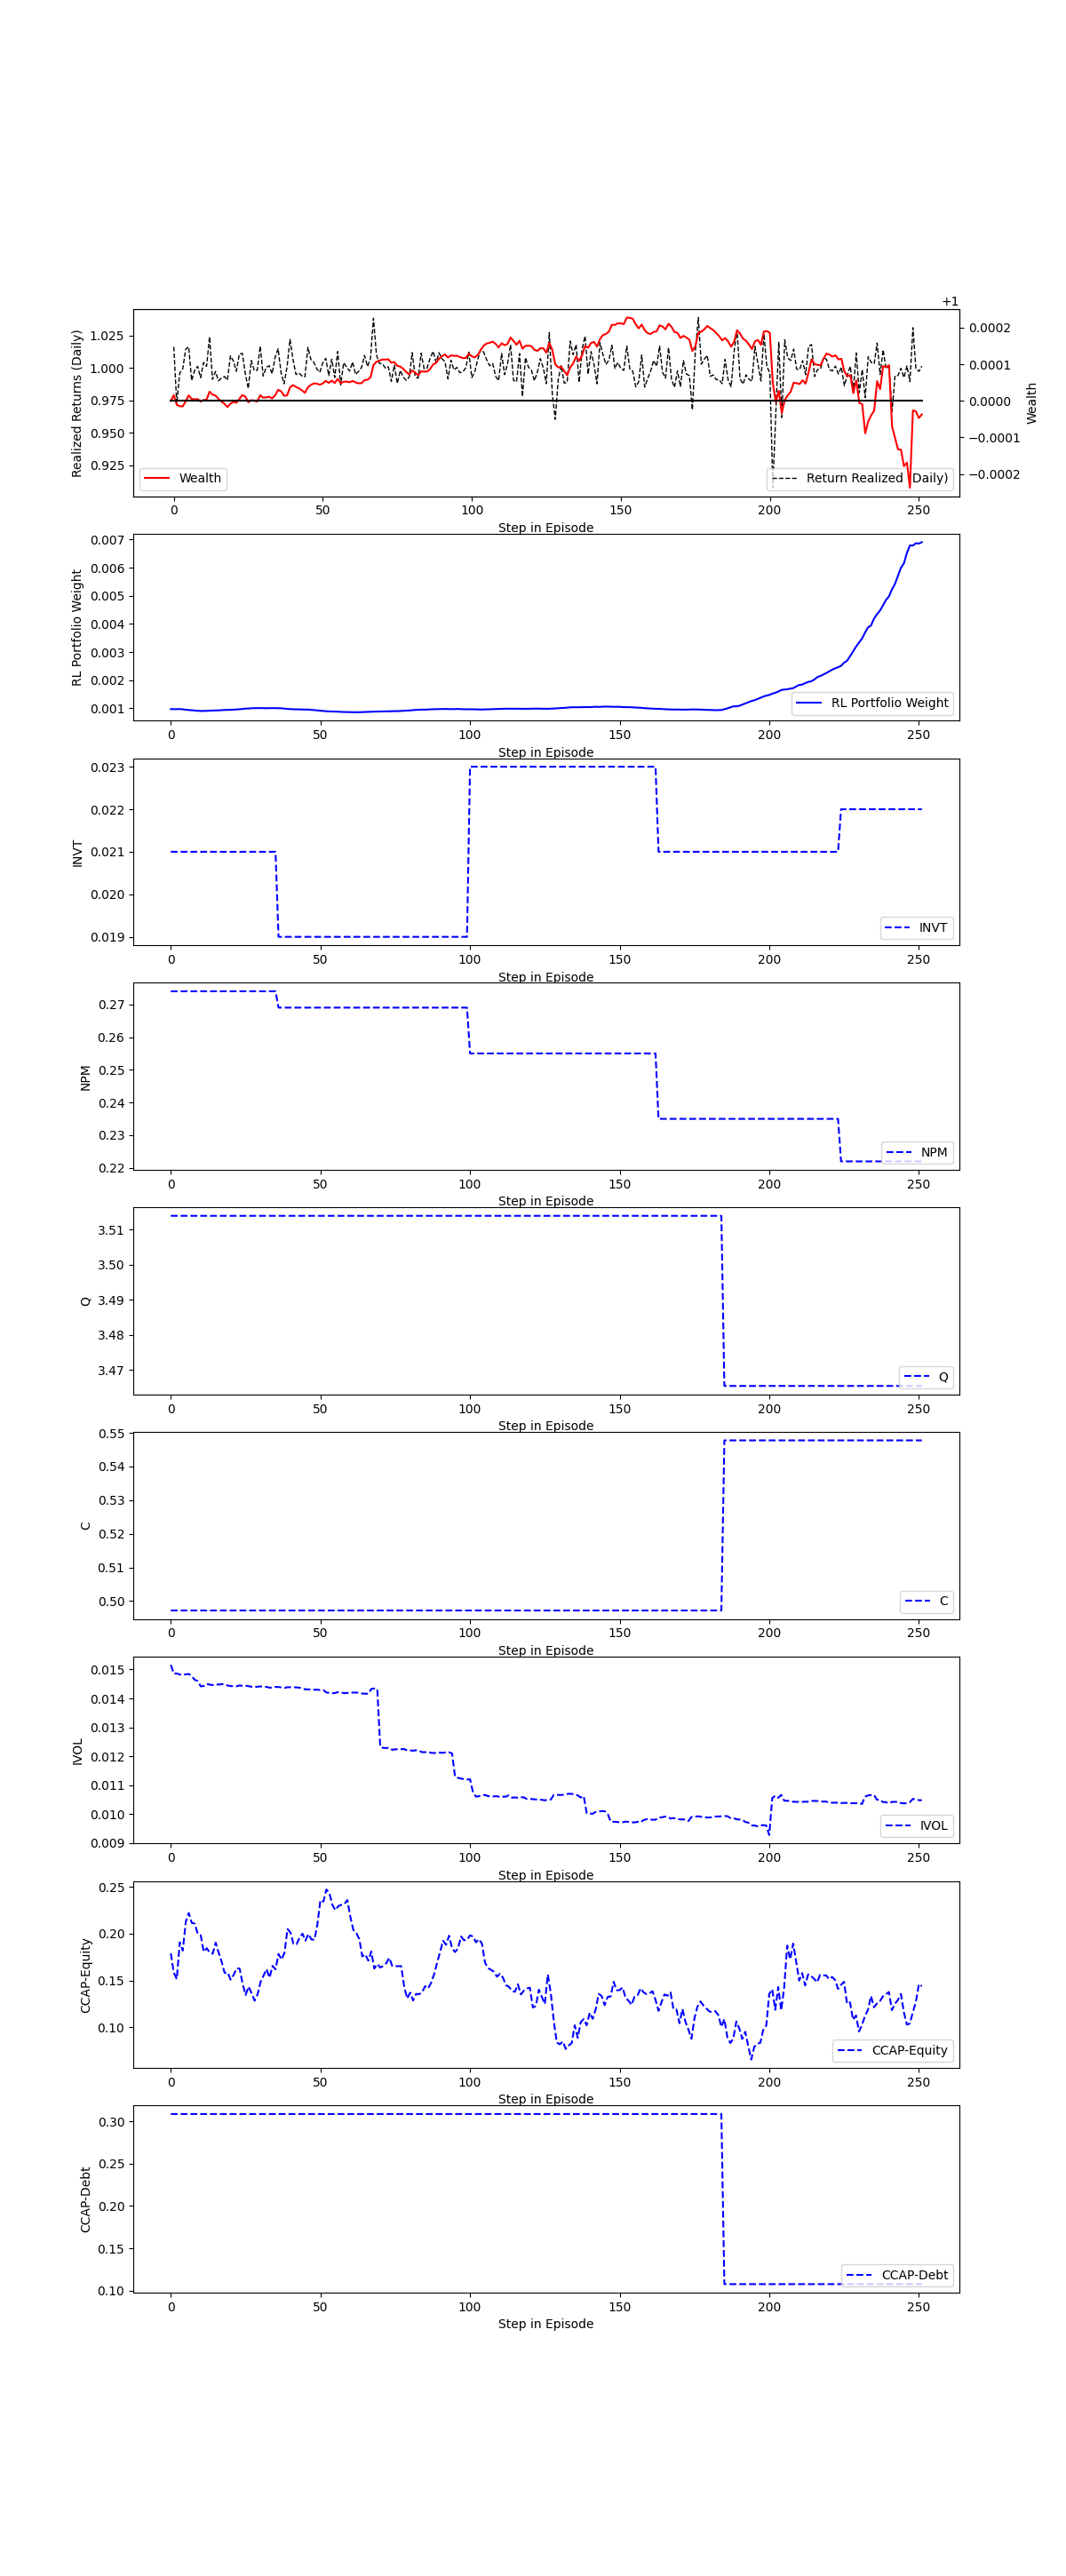 +1
Realized Returns (Daily)
1.025
1.000
0.975
0.950
0.925
0.0002
0.0001
0.0000
−0.0001
−0.0002
Wealth
Wealth
Return Realized (Daily)
0 50 100 150 200 250
Step in Episode
RL Portfolio Weight
0.007
0.006
0.005
0.004
0.003
0.002
0.001
RL Portfolio Weight
0 50 100 150 200 250
Step in Episode
INVT
0.023
0.022
0.021
0.020
0.019
INVT
0 50 100 150 200 250
Step in Episode
NPM
0.27
0.26
0.25
0.24
0.23
0.22
NPM
0 50 100 150 200 250
Step in Episode
Q
3.51
3.50
3.49
3.48
3.47
Q
0 50 100 150 200 250
Step in Episode
C
0.55
0.54
0.53
0.52
0.51
0.50
C
0 50 100 150 200 250
Step in Episode
IVOL
0.015
0.014
0.013
0.012
0.011
0.010
0.009
IVOL
0 50 100 150 200 250
Step in Episode
CCAP-Equity
0.25
0.20
0.15
0.10
CCAP-Equity
0 50 100 150 200 250
Step in Episode
CCAP-Debt
0.30
0.25
0.20
0.15
0.10
CCAP-Debt
0 50 100 150 200 250
Step in Episode